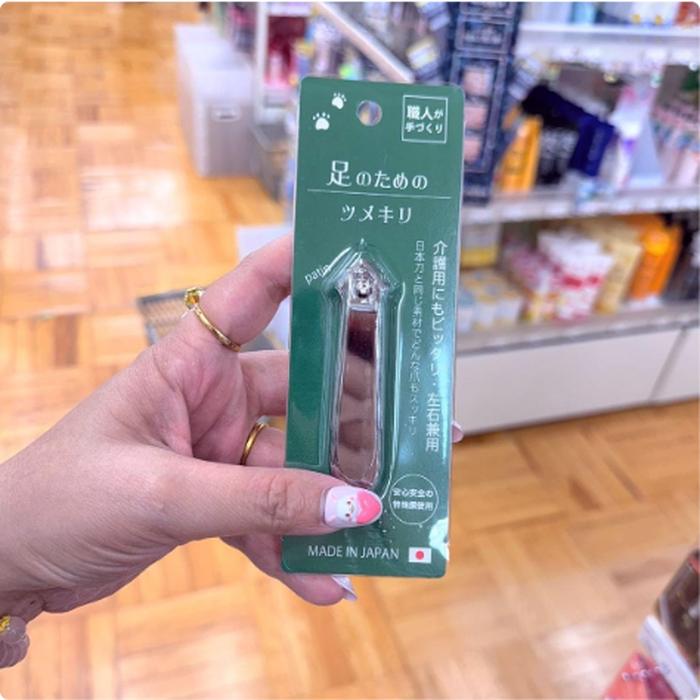 職人が
手づくり
足のための
ツメキリ
patin
介護用にもピッタリ:左右兼用
日本刀と同じ素材でどんな爪もスッキリ
安心安全の
特殊鋼使用
MADE IN JAPAN